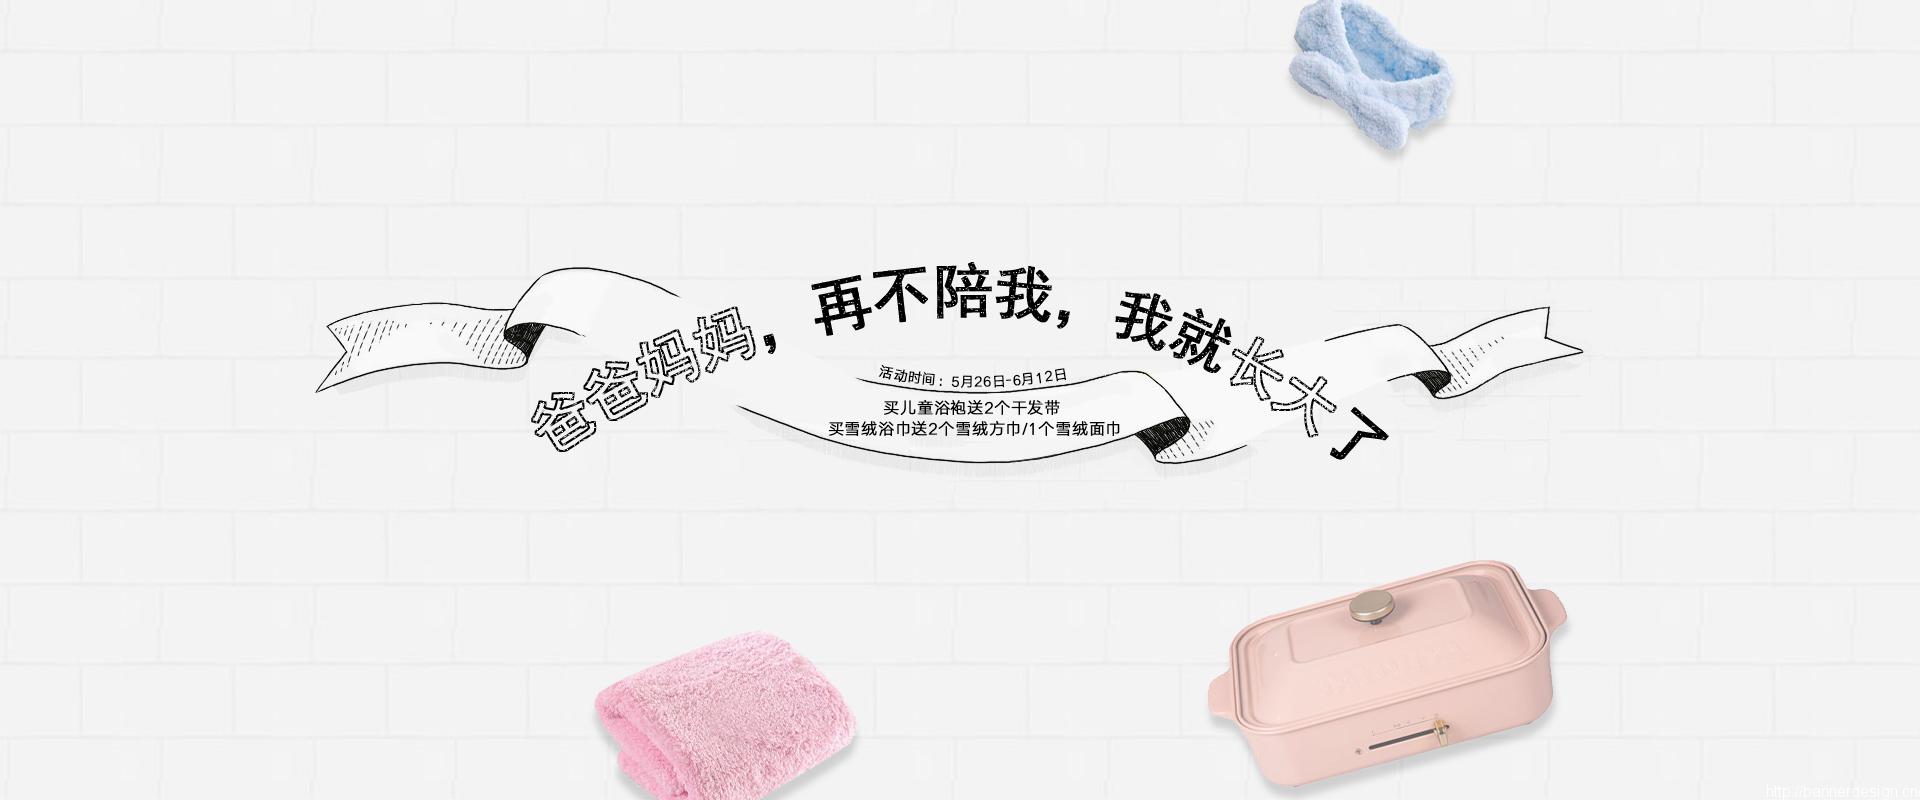 爸爸妈妈，再不陪我，我就长大了
活动时间：5月26日-6月12日
买儿童浴袍送2个干发带
买雪绒浴巾送2个雪绒方巾/1个雪绒面巾
http://bannerdesign.cn